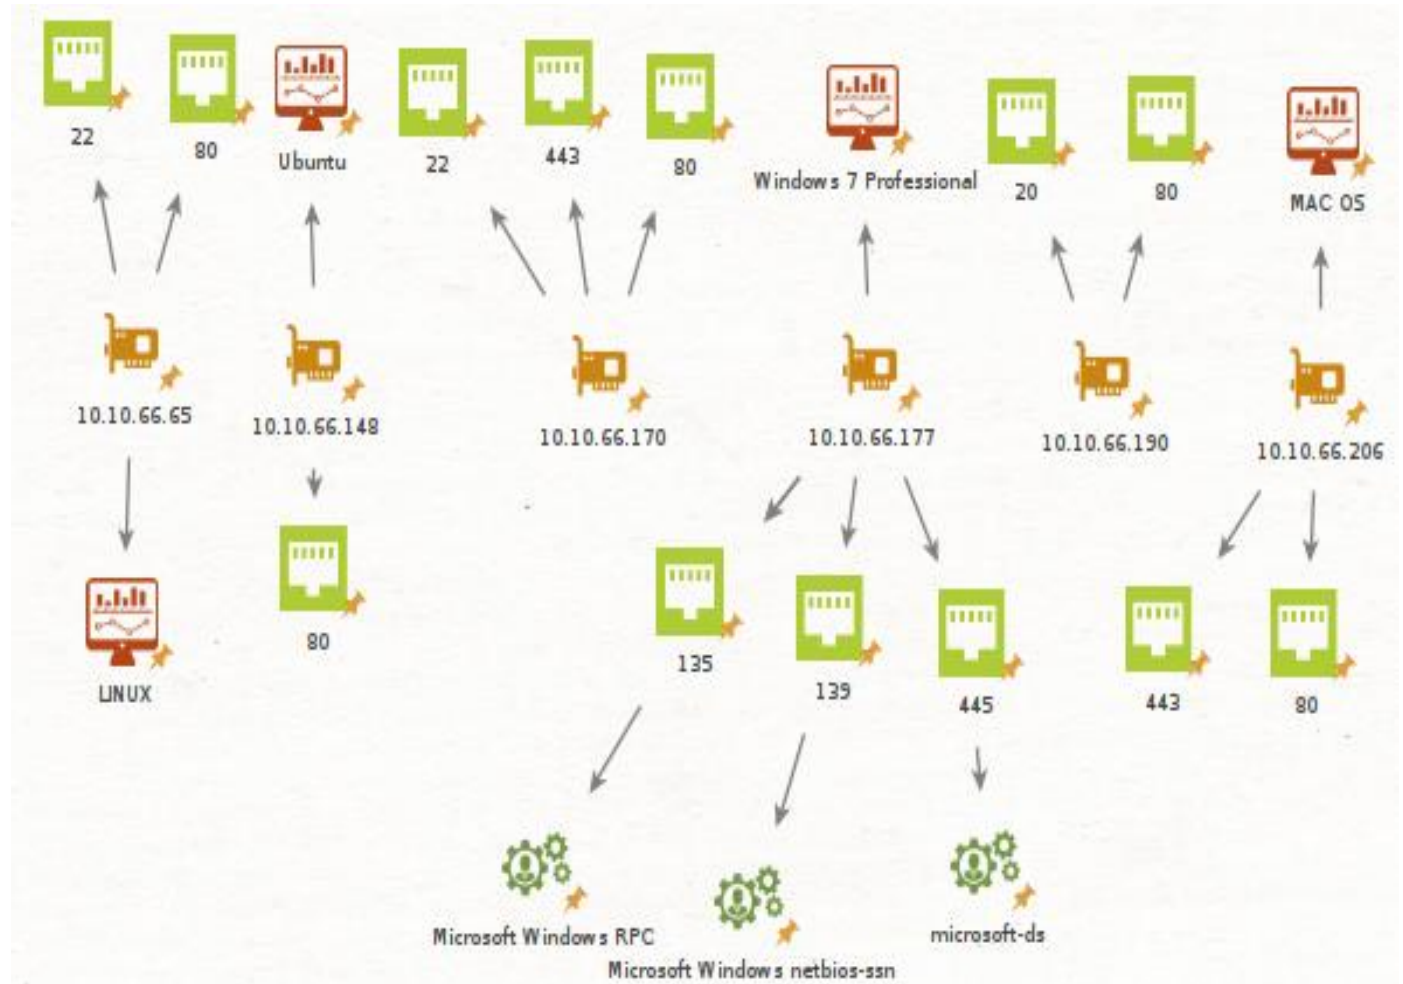 22
80
Ubuntu
22
443
80
Windows 7 Professional
20
80
MAC OS
10.10.66.65
10.10.66.148
10.10.66.170
10.10.66.177
10.10.66.190
10.10.66.206
LINUX
80
135
139
445
443
80
Microsoft Windows RPC
Microsoft Windows netbios-ssn
microsoft-ds